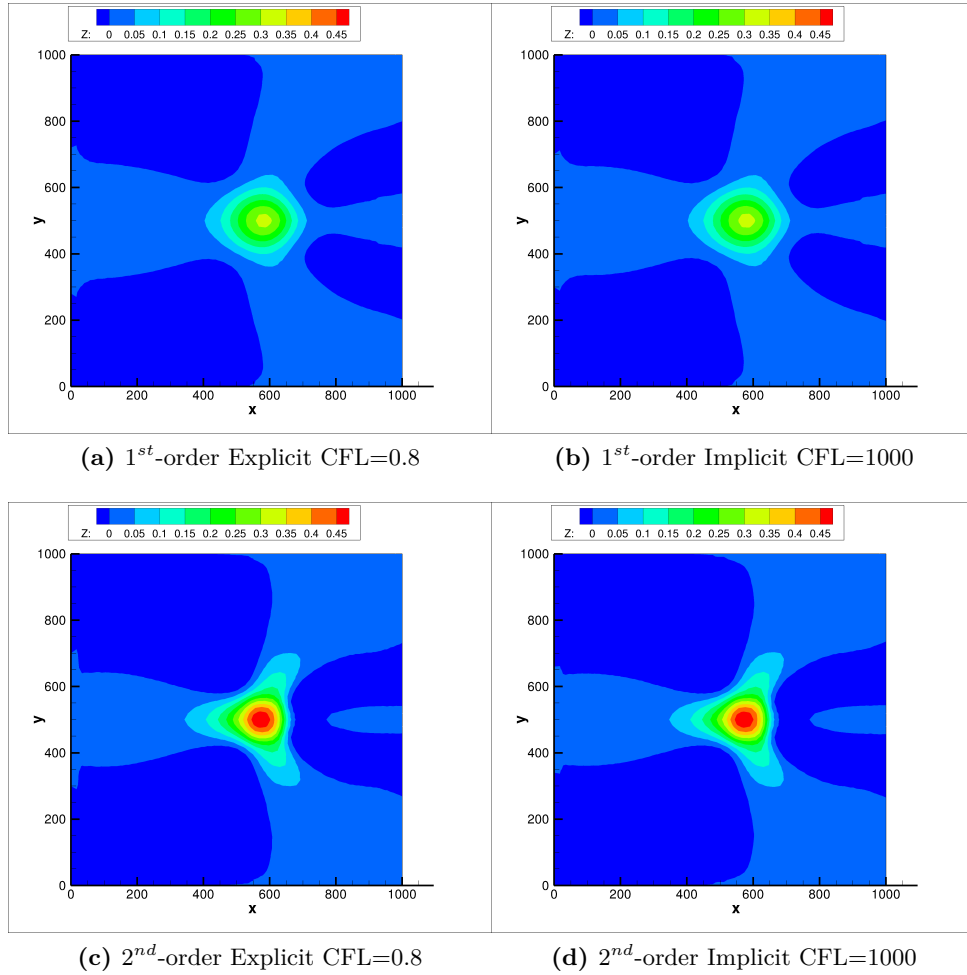 Z: 0 0.05 0.1 0.15 0.2 0.25 0.3 0.35 0.4 0.45
1000
800
600
400
200
0
y
0 200 400 600 800 1000
x
(a) 1st-order Explicit CFL=0.8
Z: 0 0.05 0.1 0.15 0.2 0.25 0.3 0.35 0.4 0.45
1000
800
600
400
200
0
y
0 200 400 600 800 1000
x
(b) 1st-order Implicit CFL=1000
Z: 0 0.05 0.1 0.15 0.2 0.25 0.3 0.35 0.4 0.45
1000
800
600
400
200
0
y
0 200 400 600 800 1000
x
(c) 2nd-order Explicit CFL=0.8
Z: 0 0.05 0.1 0.15 0.2 0.25 0.3 0.35 0.4 0.45
1000
800
600
400
200
0
y
0 200 400 600 800 1000
x
(d) 2nd-order Implicit CFL=1000